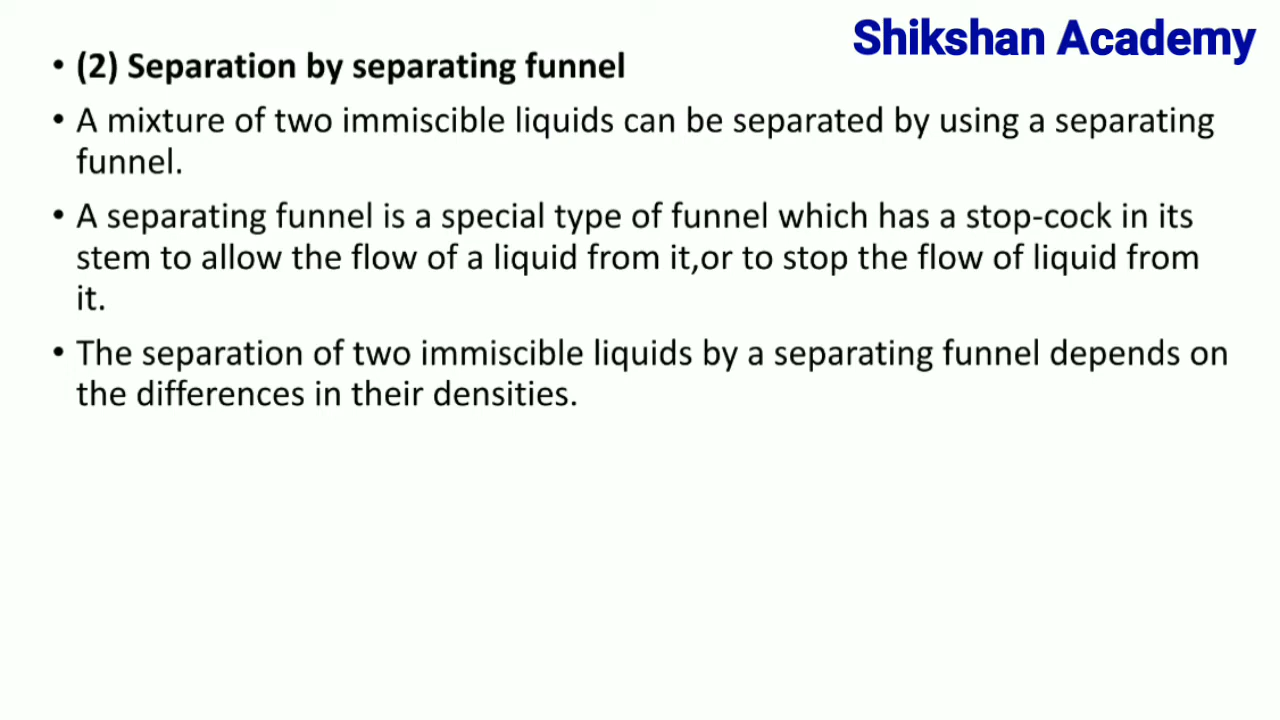 Shikshan Academy
• (2) Separation by separating funnel
• A mixture of two immiscible liquids can be separated by using a separating
funnel.
• A separating funnel is a special type of funnel which has a stop-cock in its
stem to allow the flow of a liquid from it,or to stop the flow of liquid from
it.
• The separation of two immiscible liquids by a separating funnel depends on
the differences in their densities.